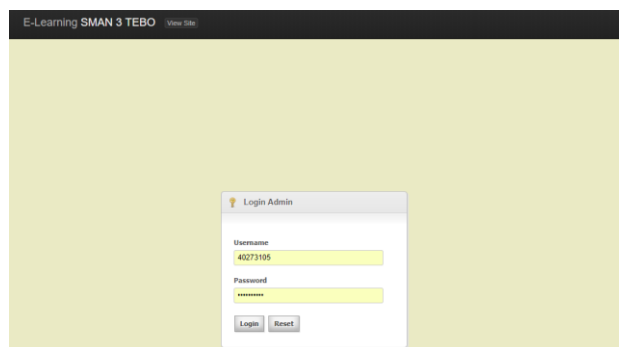 E-Learning SMAN 3 TEBO View Site
Login Admin
Username
40273105
Password
••••••••••
Login Reset